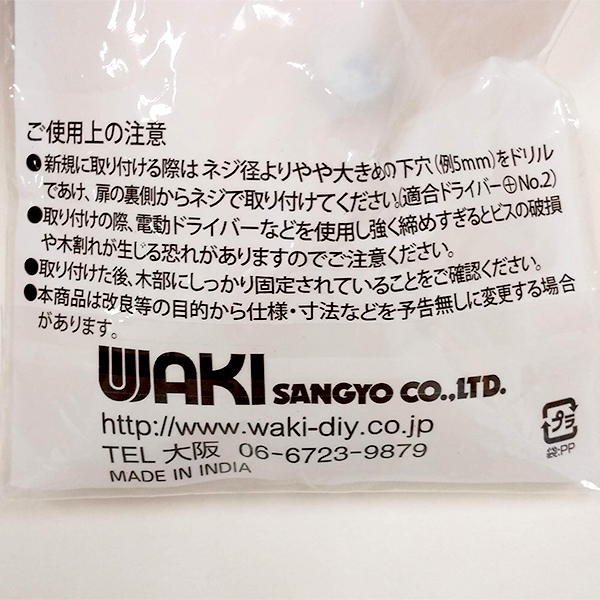 ご使用上の注意
●新規に取り付ける際はネジ径よりやや大きめの下穴(例5mm)をドリル
であけ、扉の裏側からネジで取り付けてください。(適合ドライバー⊕No.2)
●取り付けの際、電動ドライバーなどを使用し強く締めすぎるとビスの破損
や木割れが生じる恐れがありますのでご注意ください。
●取り付けた後、木部にしっかり固定されていることをご確認ください。
●本商品は改良等の目的から仕様・寸法などを予告無しに変更する場合
があります。
WAKI SANGYO CO.,LTD.
http://www.waki-diy.co.jp
TEL 大阪 06-6723-9879
MADE IN INDIA
プラ
袋:PP